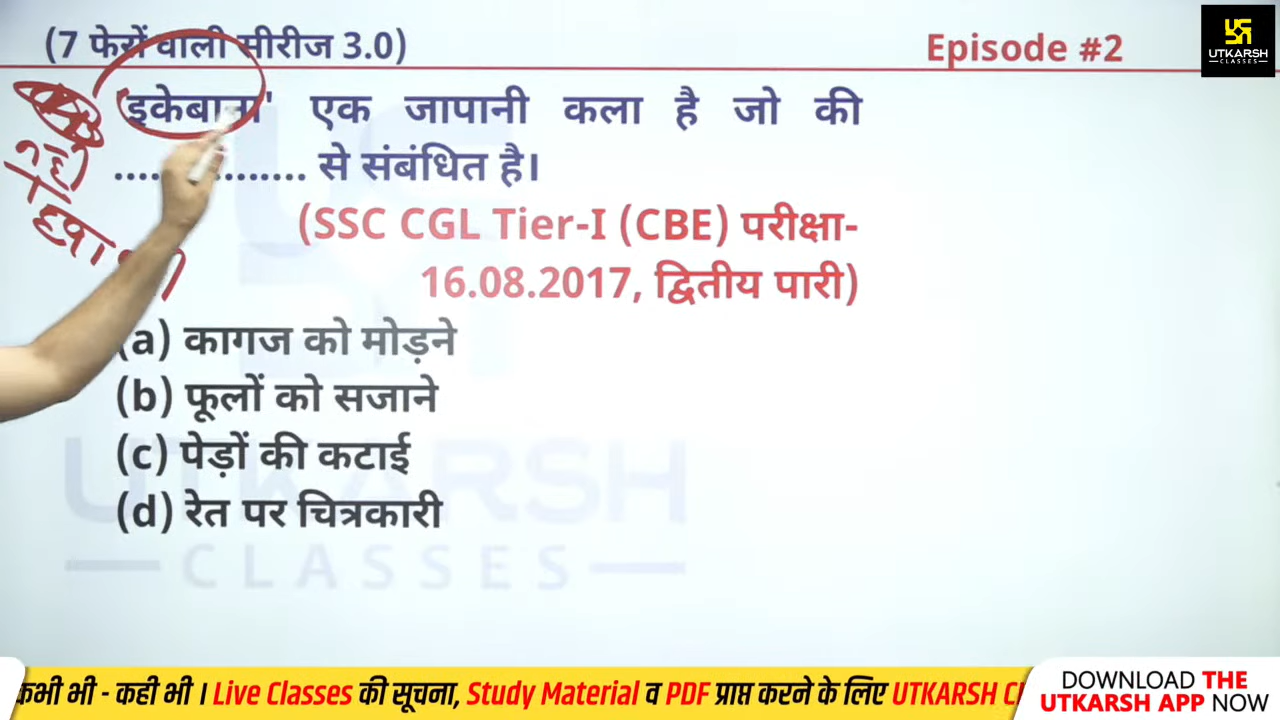 (7 फेरों वाली सीरीज 3.0)
Episode #2
UTKARSH
CLASSES
'इकेबाना' एक जापानी कला है जो की
................ से संबंधित है।
(SSC CGL Tier-I (CBE) परीक्षा-
16.08.2017, द्वितीय पारी)
(a) कागज को मोड़ने
(b) फूलों को सजाने
(c) पेड़ों की कटाई
(d) रेत पर चित्रकारी
UTKARSH
CLASSES
कभी भी - कही भी । Live Classes की सूचना, Study Material व PDF प्राप्त करने के लिए UTKARSH
DOWNLOAD THE
UTKARSH APP NOW